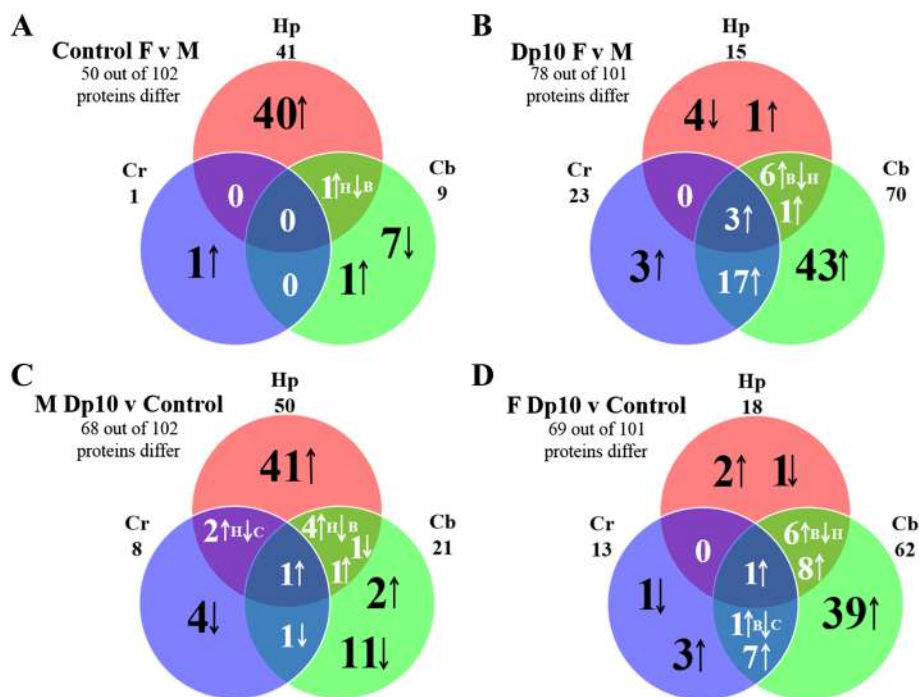 A
Control F v M
50 out of 102
proteins differ
Hp
41
40↑
Cr
1
Cb
9
0
1↑H↓B
0
1↑
7↓
1↑
0
B
Dp10 F v M
78 out of 101
proteins differ
Hp
15
4↓ 1↑
Cr
23
Cb
70
0
6↑B↓H
1↑
3↑
3↑
43↑
17↑
C
M Dp10 v Control
68 out of 102
proteins differ
Hp
50
41↑
Cr
8
Cb
21
2↑H↓C
4↑H↓B
1↓
1↑
1↑
4↓
2↑
1↓
11↓
D
F Dp10 v Control
69 out of 101
proteins differ
Hp
18
2↑ 1↓
Cr
13
Cb
62
0
6↑B↓H
8↑
1↑
1↓
39↑
1↑B↓C
3↑
7↑